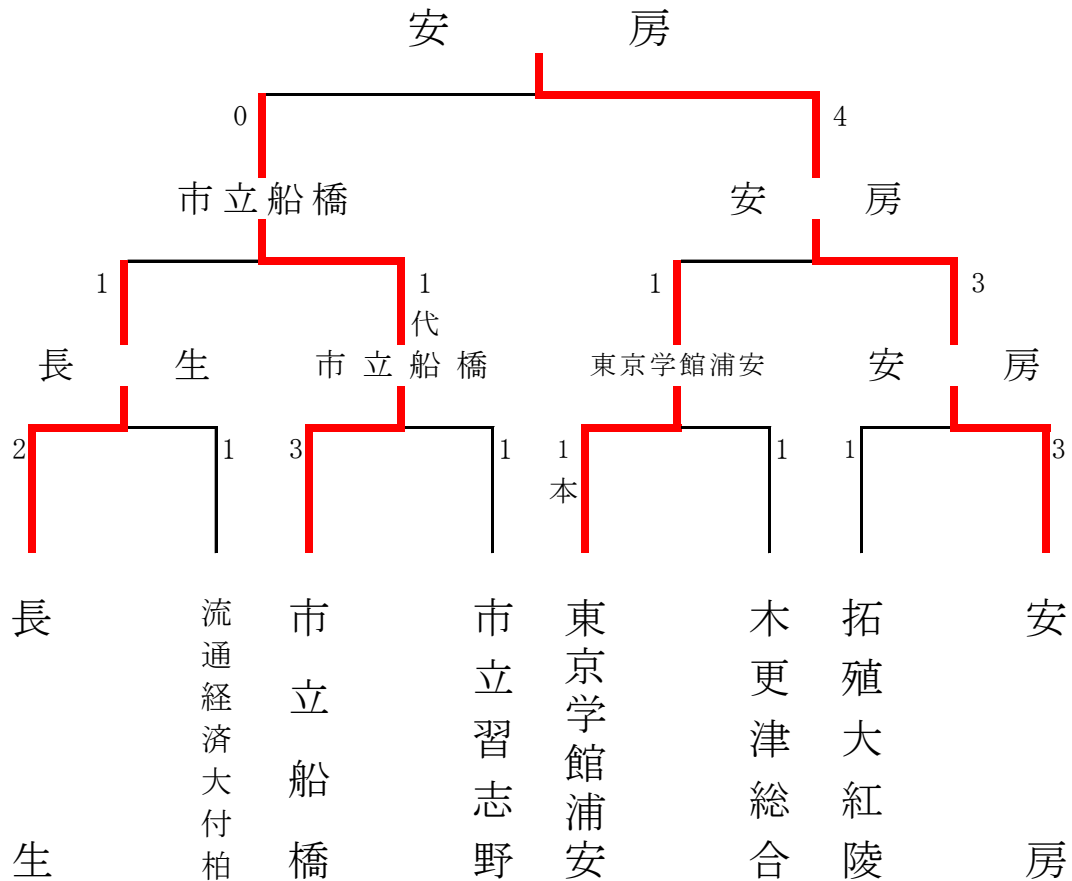 安 房
0 4
市立船橋 安 房
1 1 1 3
代
長 生 市立船橋 東京学館浦安 安 房
2 1 3 1 1 1 1 3
本
長生
流通経済大付柏
市立船橋
市立習志野
東京学館浦安
木更津総合
拓殖大紅陵
安房